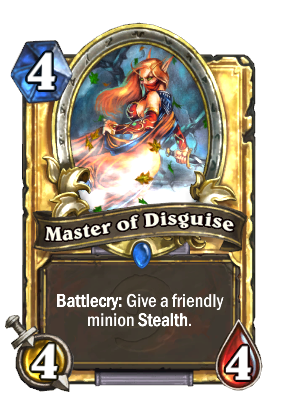 4
Master of Disguise
Battlecry: Give a friendly
minion Stealth.
4
4